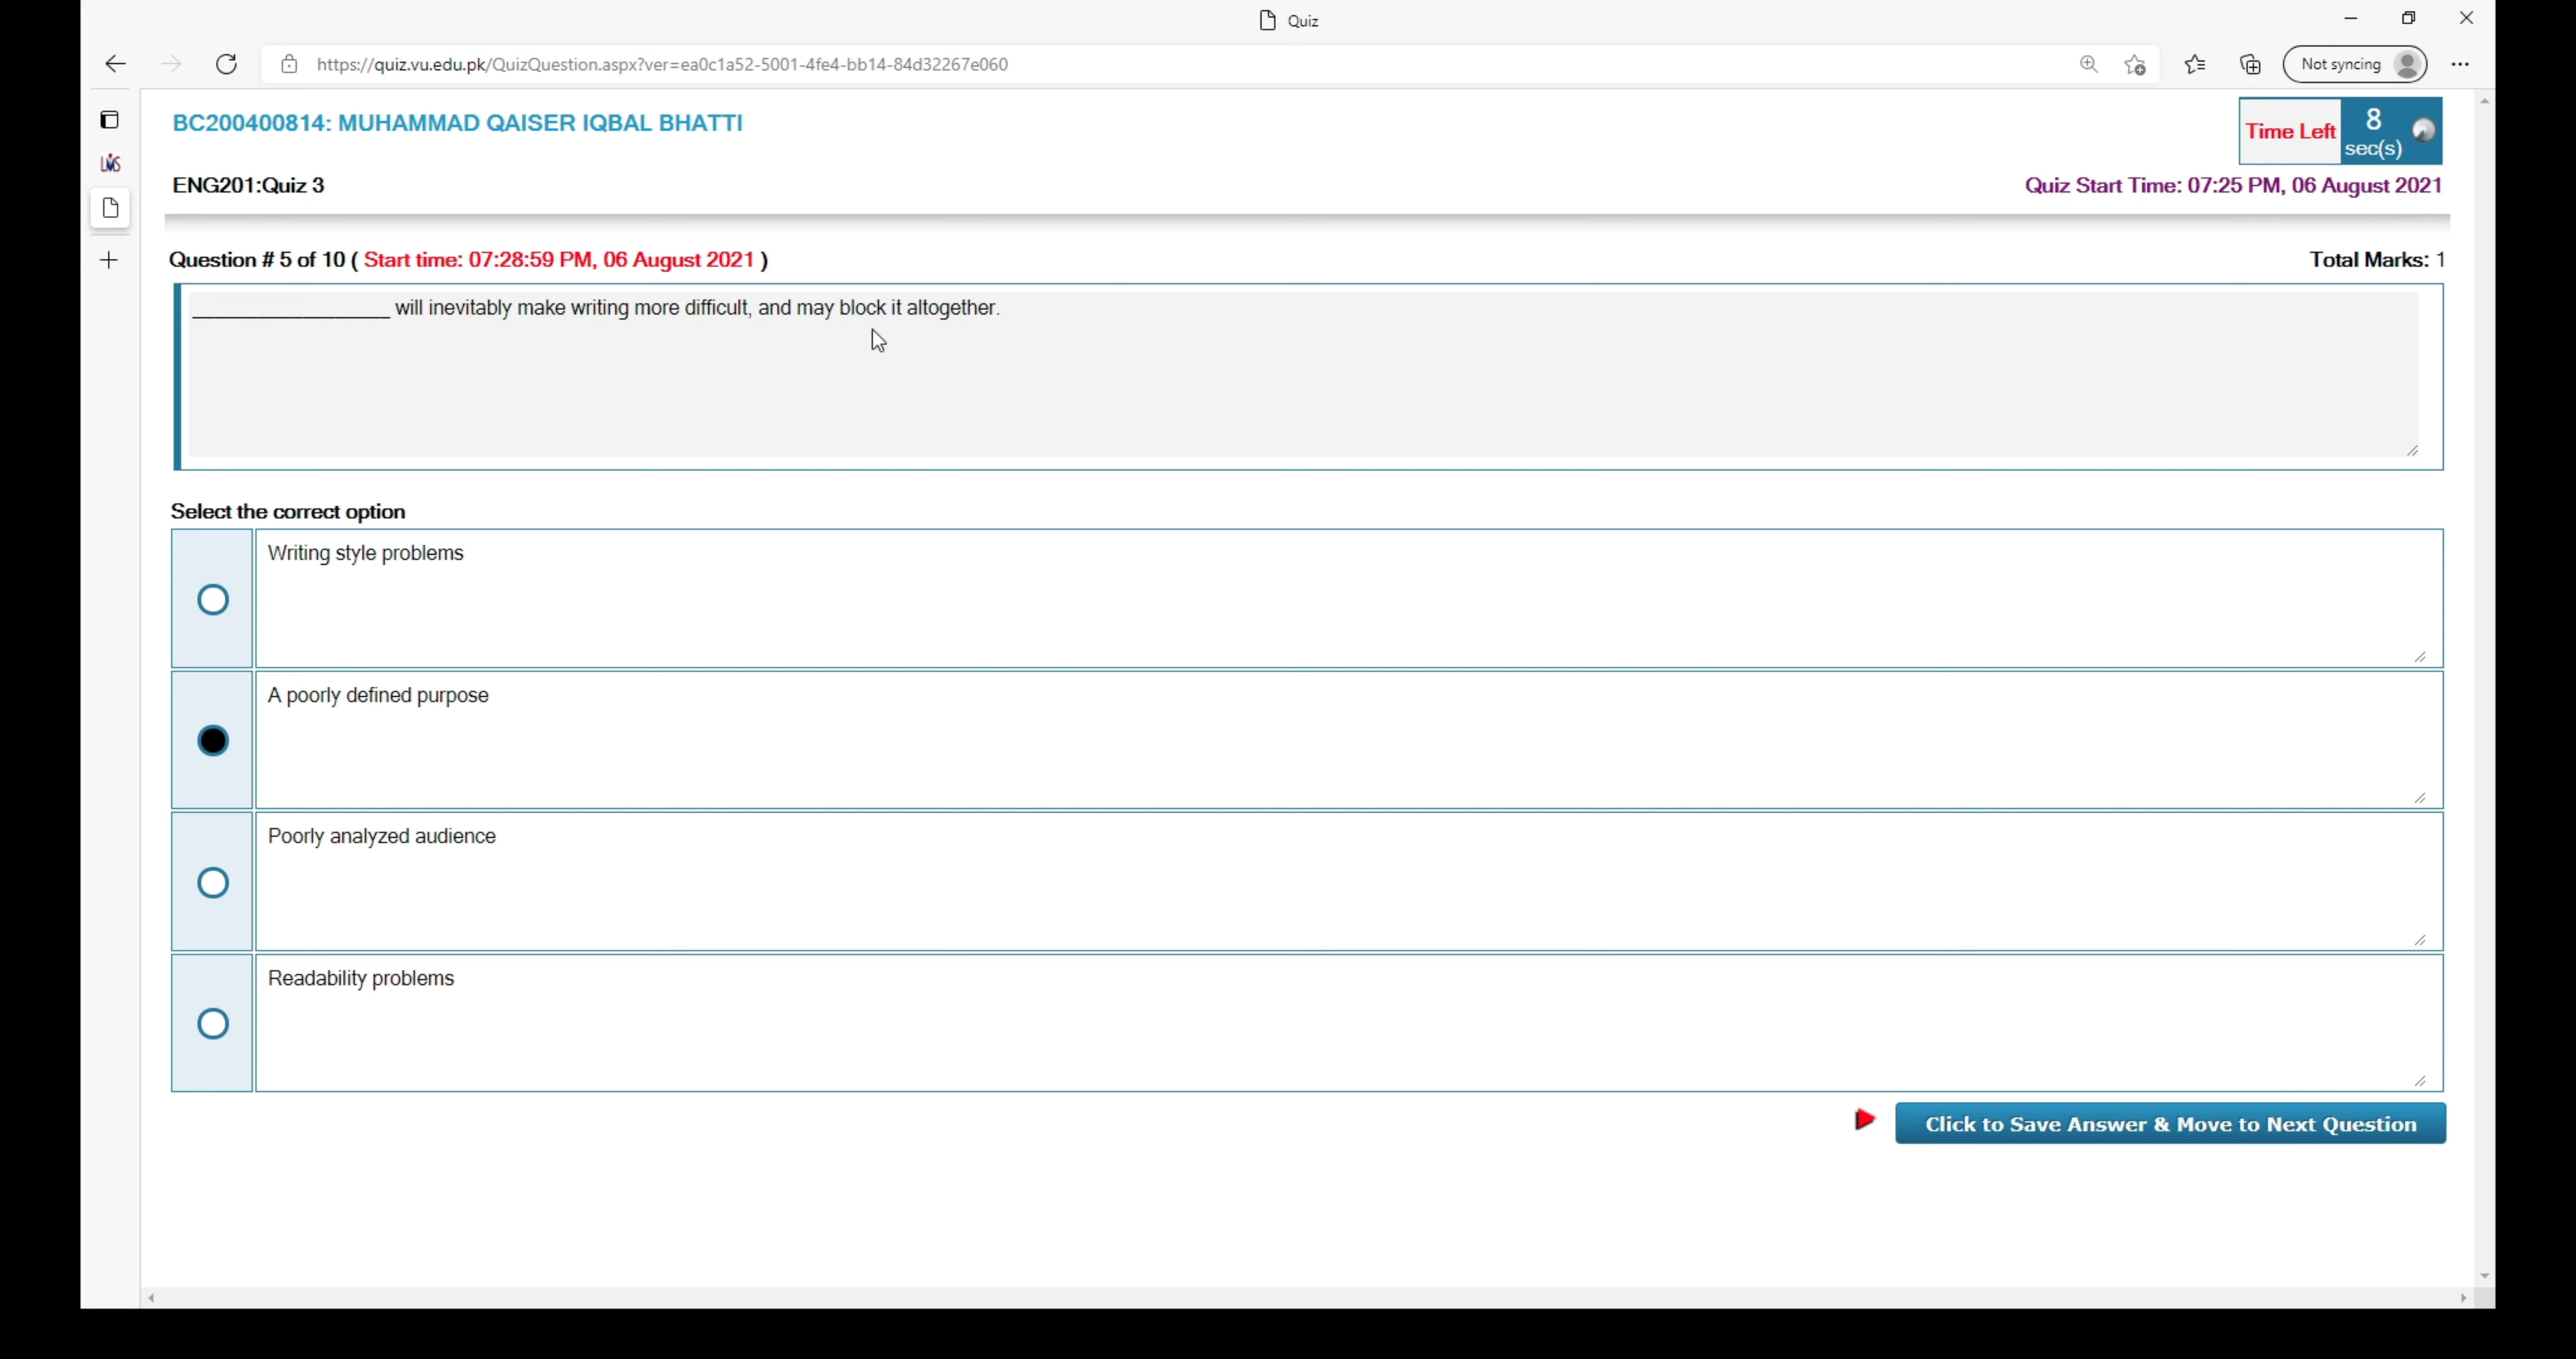 Quiz
https://quiz.vu.edu.pk/QuizQuestion.aspx?ver=ea0c1a52-5001-4fe4-bb14-84d32267e060
Not syncing
LMS
BC200400814: MUHAMMAD QAISER IQBAL BHATTI
Time Left 8 sec(s)
ENG201:Quiz 3
Quiz Start Time: 07:25 PM, 06 August 2021
Question # 5 of 10 ( Start time: 07:28:59 PM, 06 August 2021 )
Total Marks: 1
__________________ will inevitably make writing more difficult, and may block it altogether.
Select the correct option
Writing style problems
A poorly defined purpose
Poorly analyzed audience
Readability problems
Click to Save Answer & Move to Next Question